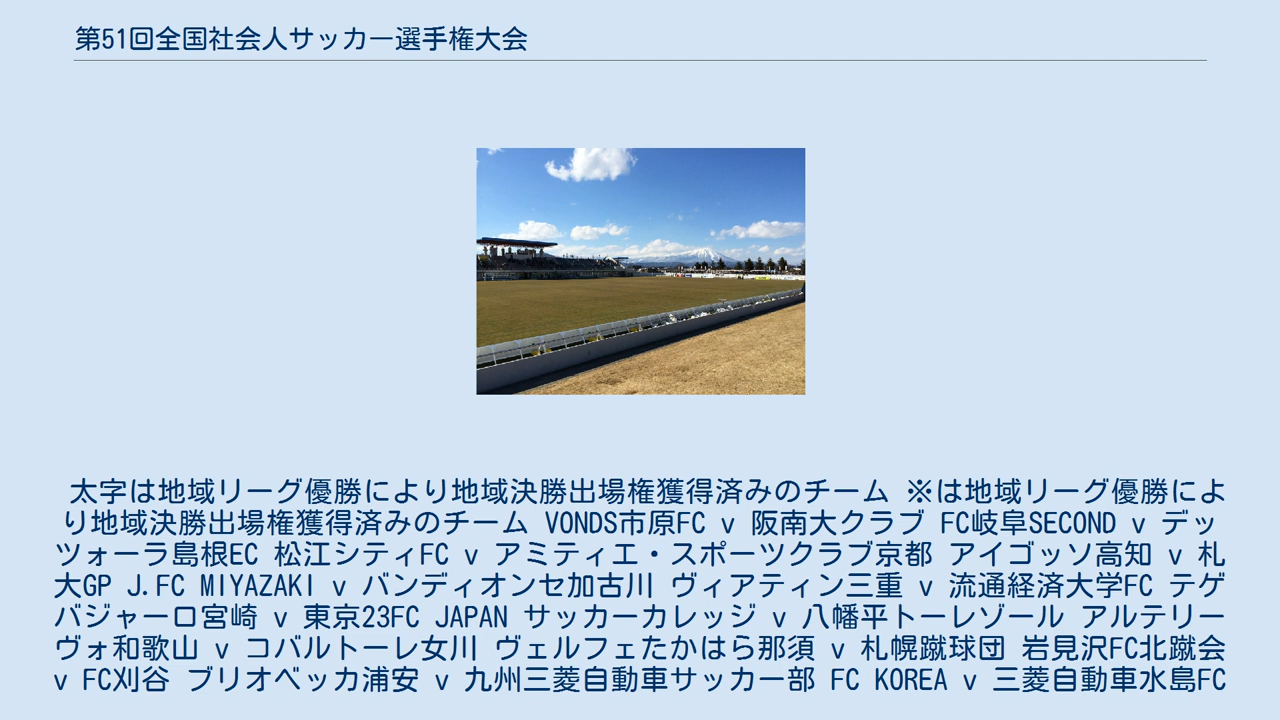 第51回全国社会人サッカー選手権大会
太字は地域リーグ優勝により地域決勝出場権獲得済みのチーム ※は地域リーグ優勝によ
り地域決勝出場権獲得済みのチーム VONDS市原FC v 阪南大クラブ FC岐阜SECOND v デッ
ツォーラ島根EC 松江シティFC v アミティエ・スポーツクラブ京都 アイゴッソ高知 v 札
大GP J.FC MIYAZAKI v バンディオンセ加古川 ヴィアティン三重 v 流通経済大学FC テゲ
バジャーロ宮崎 v 東京23FC JAPAN サッカーカレッジ v 八幡平トーレゾール アルテリー
ヴォ和歌山 v コバルトーレ女川 ヴェルフェたかはら那須 v 札幌蹴球団 岩見沢FC北蹴会
v FC刈谷 ブリオベッカ浦安 v 九州三菱自動車サッカー部 FC KOREA v 三菱自動車水島FC